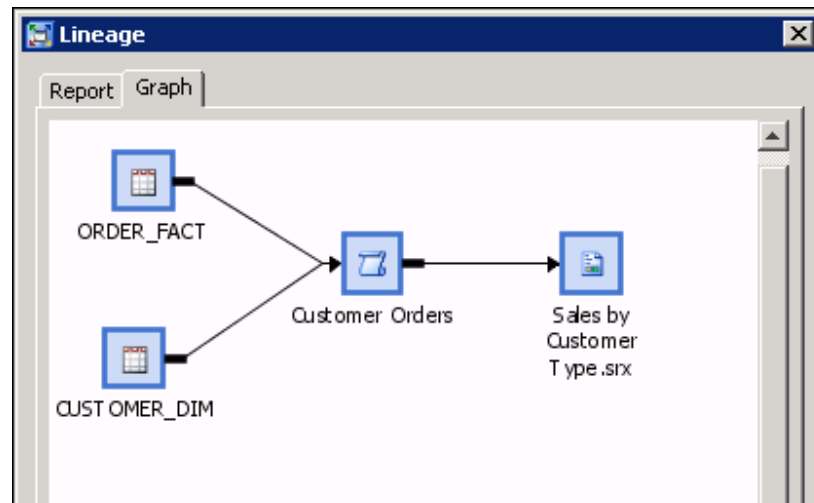 Lineage
Report
Graph
ORDER_FACT
Customer Orders
Sales by
Customer
Type.srx
CUSTOMER_DIM